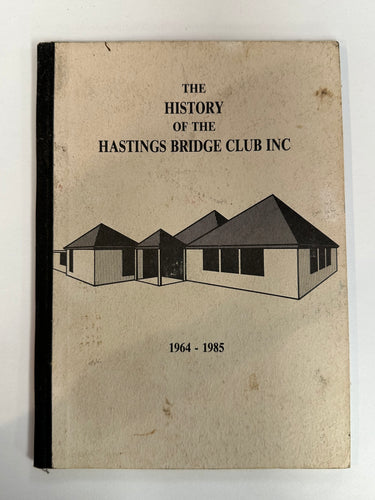 THE
HISTORY
OF THE
HASTINGS BRIDGE CLUB INC
1964 - 1985